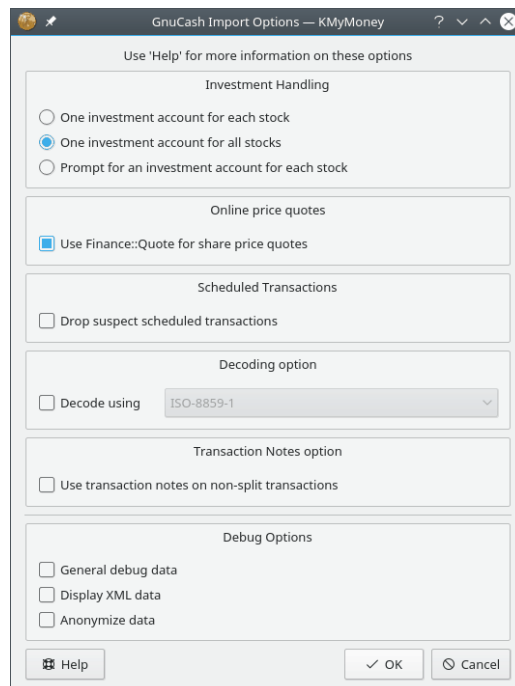 GnuCash Import Options — KMyMoney
Use 'Help' for more information on these options
Investment Handling
One investment account for each stock
One investment account for all stocks
Prompt for an investment account for each stock
Online price quotes
Use Finance::Quote for share price quotes
Scheduled Transactions
Drop suspect scheduled transactions
Decoding option
Decode using ISO-8859-1
Transaction Notes option
Use transaction notes on non-split transactions
Debug Options
General debug data
Display XML data
Anonymize data
Help OK Cancel